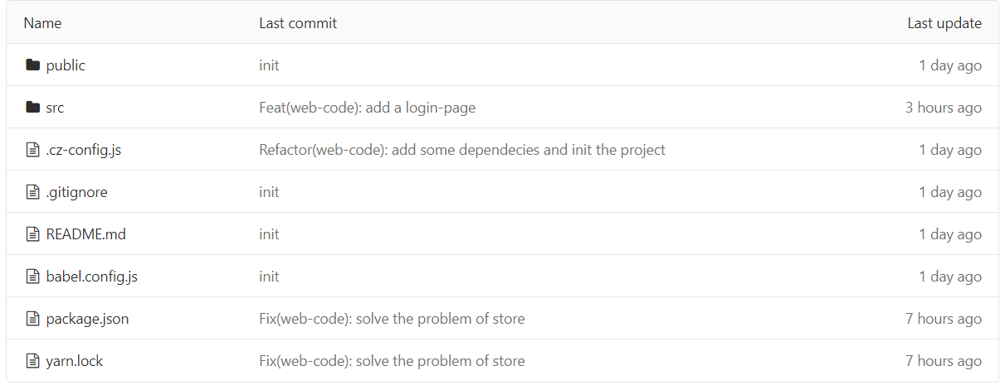 Name Last commit Last update
public init 1 day ago
src Feat(web-code): add a login-page 3 hours ago
.cz-config.js Refactor(web-code): add some dependecies and init the project 1 day ago
.gitignore init 1 day ago
README.md init 1 day ago
babel.config.js init 1 day ago
package.json Fix(web-code): solve the problem of store 7 hours ago
yarn.lock Fix(web-code): solve the problem of store 7 hours ago